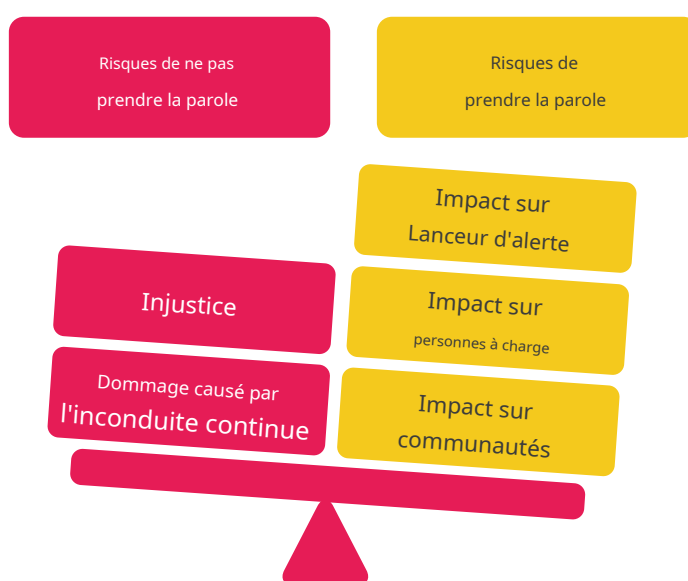 Risques de ne pas
prendre la parole
Risques de
prendre la parole
Impact sur
Lanceur d'alerte
Injustice
Impact sur
personnes à charge
Dommage causé par
l'inconduite continue
Impact sur
communautés